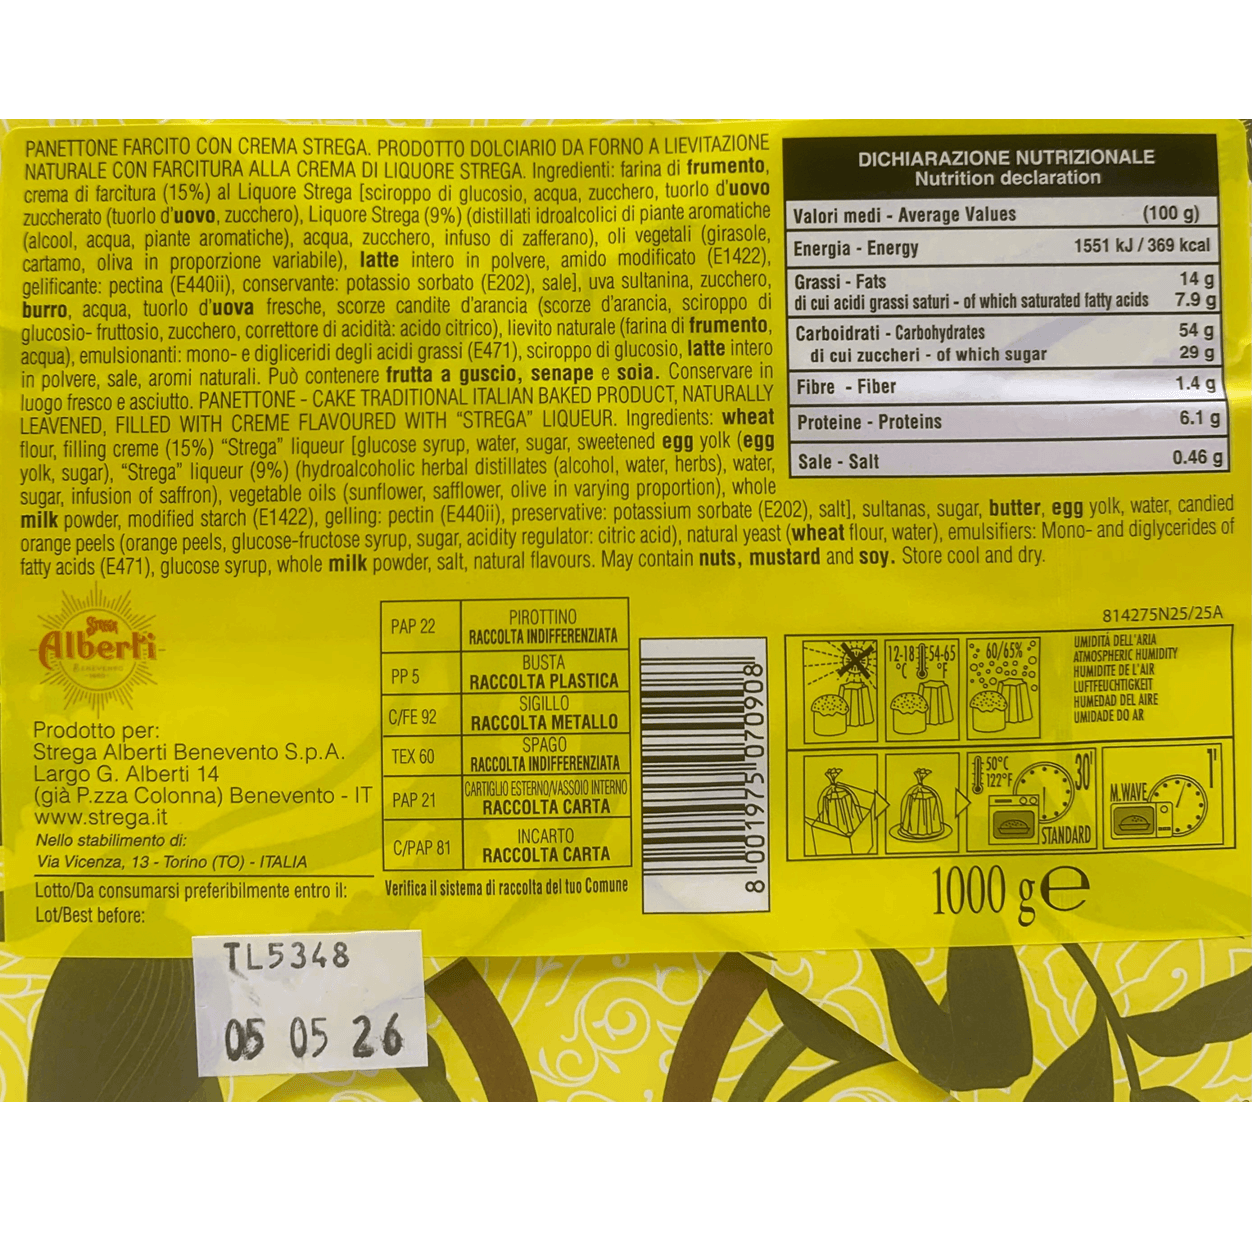 PANETTONE FARCITO CON CREMA STREGA. PRODOTTO DOLCIARIO DA FORNO A LIEVITAZIONE
NATURALE CON FARCITURA ALLA CREMA DI LIQUORE STREGA. Ingredienti: farina di frumento,
crema di farcitura (15%) al Liquore Strega [sciroppo di glucosio, acqua, zucchero, tuorlo d'uovo
zuccherato (tuorlo d'uovo, zucchero), Liquore Strega (9%) (distillati idroalcolici di piante aromatiche
(alcool, acqua, piante aromatiche), acqua, zucchero, infuso di zafferano), oli vegetali (girasole,
cartamo, oliva in proporzione variabile), latte intero in polvere, amido modificato (E1422),
gelificante: pectina (E440ii), conservante: potassio sorbato (E202), sale], uva sultanina, zucchero,
burro, acqua, tuorlo d'uova fresche, scorze candite d'arancia (scorze d'arancia, sciroppo di
glucosio- fruttosio, zucchero, correttore di acidità: acido citrico), lievito naturale (farina di frumento,
acqua), emulsionanti: mono- e digliceridi degli acidi grassi (E471), sciroppo di glucosio, latte intero
in polvere, sale, aromi naturali. Può contenere frutta a guscio, senape e soia. Conservare in
luogo fresco e asciutto. PANETTONE - CAKE TRADITIONAL ITALIAN BAKED PRODUCT, NATURALLY
LEAVENED, FILLED WITH CREME FLAVOURED WITH "STREGA" LIQUEUR. Ingredients: wheat
flour, filling creme (15%) "Strega" liqueur [glucose syrup, water, sugar, sweetened egg yolk (egg
yolk, sugar), "Strega" liqueur (9%) (hydroalcoholic herbal distillates (alcohol, water, herbs), water,
sugar, infusion of saffron), vegetable oils (sunflower, safflower, olive in varying proportion), whole
milk powder, modified starch (E1422), gelling: pectin (E440ii), preservative: potassium sorbate (E202), salt], sultanas, sugar, butter, egg yolk, water, candied
orange peels (orange peels, glucose-fructose syrup, sugar, acidity regulator: citric acid), natural yeast (wheat flour, water), emulsifiers: Mono- and diglycerides of
fatty acids (E471), glucose syrup, whole milk powder, salt, natural flavours. May contain nuts, mustard and soy. Store cool and dry.
DICHIARAZIONE NUTRIZIONALE
Nutrition declaration
Valori medi - Average Values (100 g)
Energia - Energy 1551 kJ / 369 kcal
Grassi - Fats 14 g
di cui acidi grassi saturi - of which saturated fatty acids 7.9 g
Carboidrati - Carbohydrates 54 g
di cui zuccheri - of which sugar 29 g
Fibre - Fiber 1.4 g
Proteine - Proteins 6.1 g
Sale - Salt 0.46 g
Strega
Alberti
BENEVENTO
Prodotto per:
Strega Alberti Benevento S.p.A.
Largo G. Alberti 14
(già P.zza Colonna) Benevento - IT
www.strega.it
Nello stabilimento di:
Via Vicenza, 13 - Torino (TO) - ITALIA
Lotto/Da consumarsi preferibilmente entro il:
Lot/Best before:
TL5348
05 05 26
PAP 22 PIROTTINO
RACCOLTA INDIFFERENZIATA
PP 5 BUSTA
RACCOLTA PLASTICA
C/FE 92 SIGILLO
RACCOLTA METALLO
TEX 60 SPAGO
RACCOLTA INDIFFERENZIATA
PAP 21 CARTIGLIO ESTERNO/VASSOIO INTERNO
RACCOLTA CARTA
C/PAP 81 INCARTO
RACCOLTA CARTA
Verifica il sistema di raccolta del tuo Comune
8 001975 070908
814275N25/25A
12-18 54-65
°C °F
60/65%
UMIDITÀ DELL'ARIA
ATMOSPHERIC HUMIDITY
HUMIDITE DE L'AIR
LUFTFEUCHTIGKEIT
HUMEDAD DEL AIRE
UMIDADE DO AR
50°C
122°F
30'
STANDARD
M.WAVE
1'
1000 g e